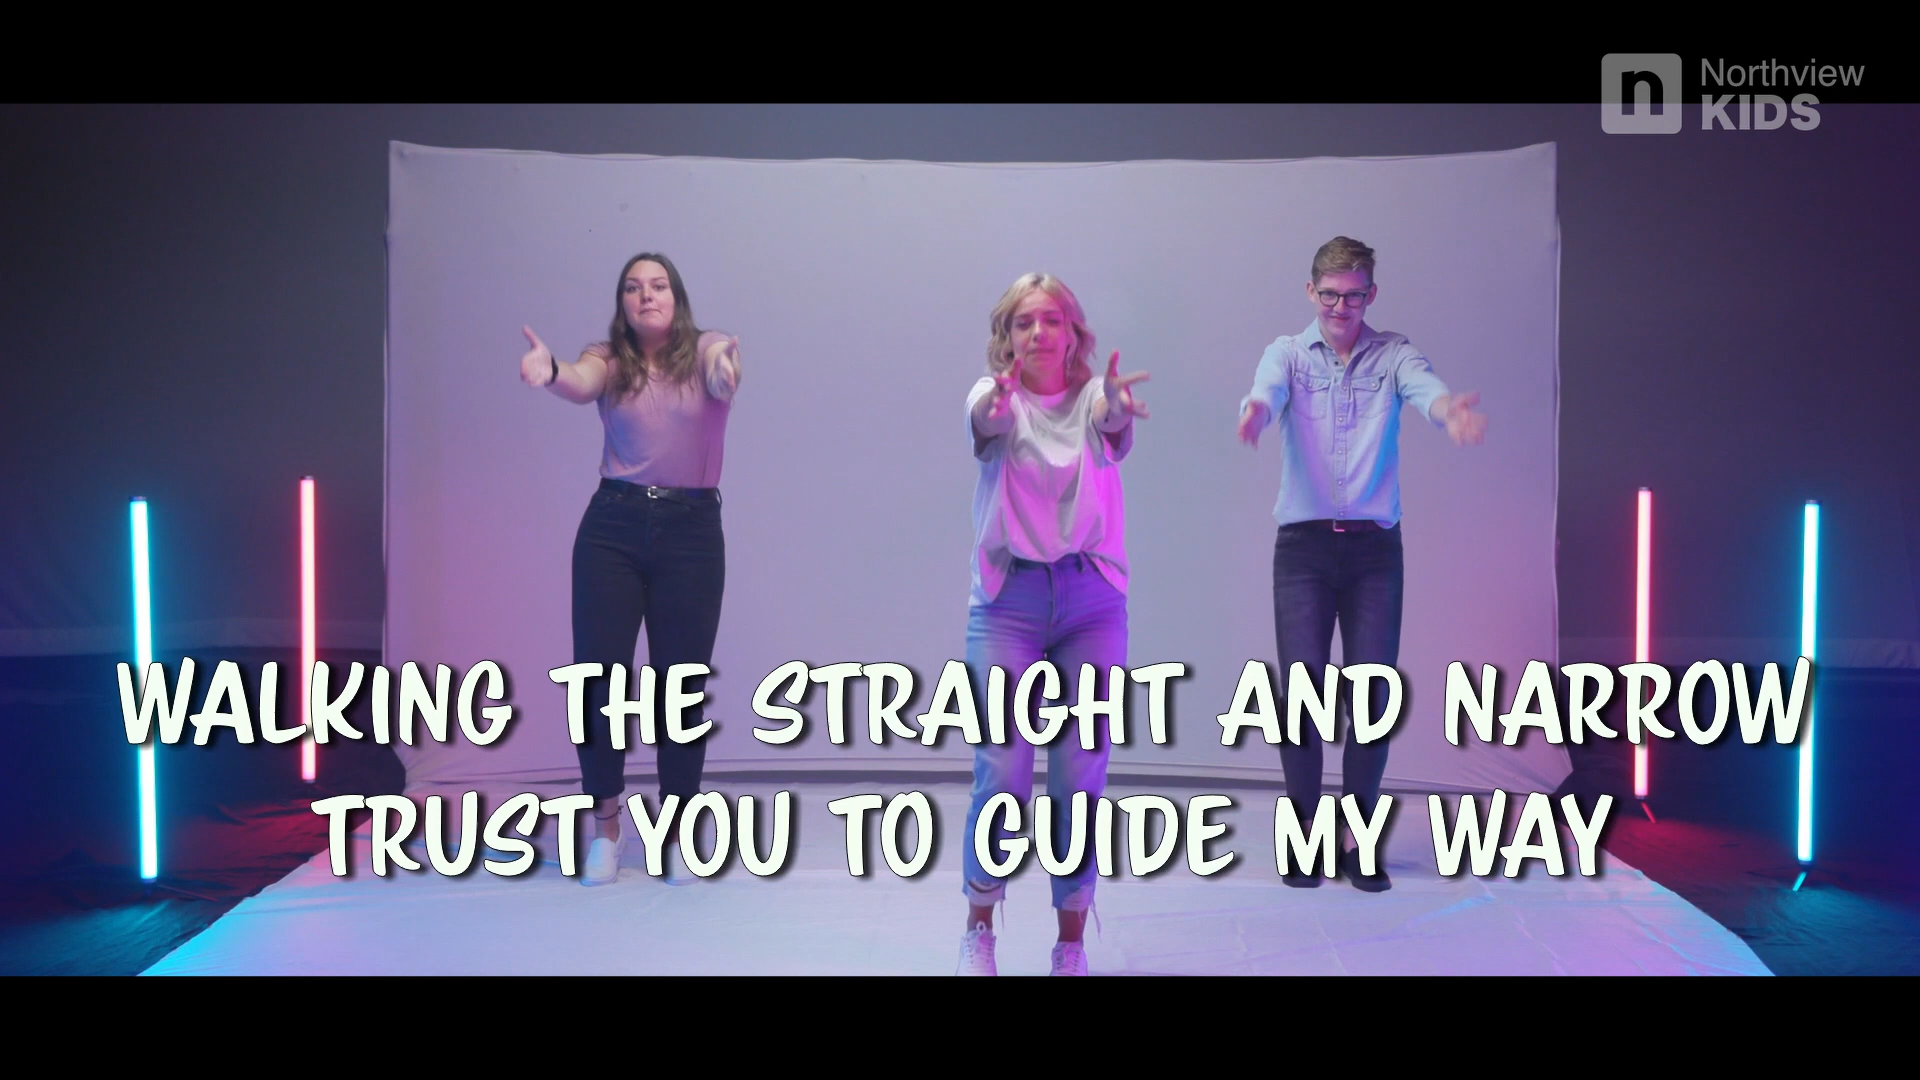 n Northview
KIDS
WALKING THE STRAIGHT AND NARROW
TRUST YOU TO GUIDE MY WAY